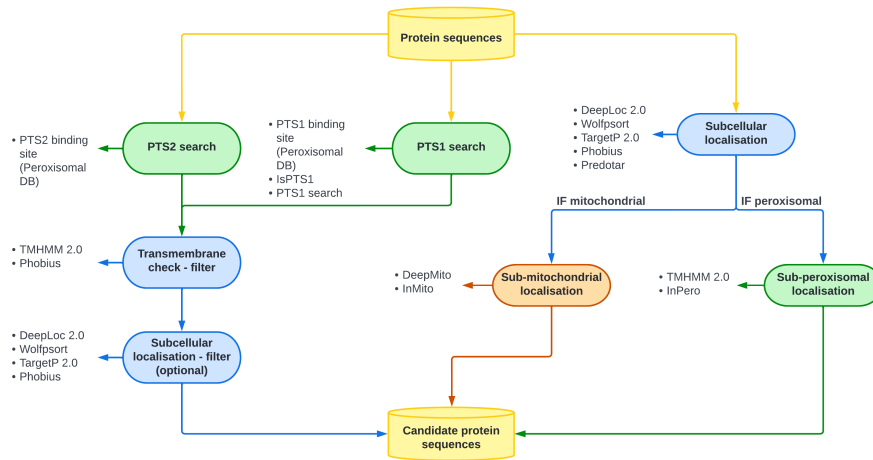 Protein sequences
• PTS2 binding
site
(Peroxisomal
DB)
PTS2 search
• PTS1 binding
site
(Peroxisomal
DB)
• IsPTS1
• PTS1 search
PTS1 search
• DeepLoc 2.0
• Wolfpsort
• TargetP 2.0
• Phobius
• Predotar
Subcellular
localisation
IF mitochondrial
IF peroxisomal
• TMHMM 2.0
• Phobius
Transmembrane
check - filter
• DeepMito
• InMito
Sub-mitochondrial
localisation
• TMHMM 2.0
• InPero
Sub-peroxisomal
localisation
• DeepLoc 2.0
• Wolfpsort
• TargetP 2.0
• Phobius
Subcellular
localisation - filter
(optional)
Candidate protein
sequences